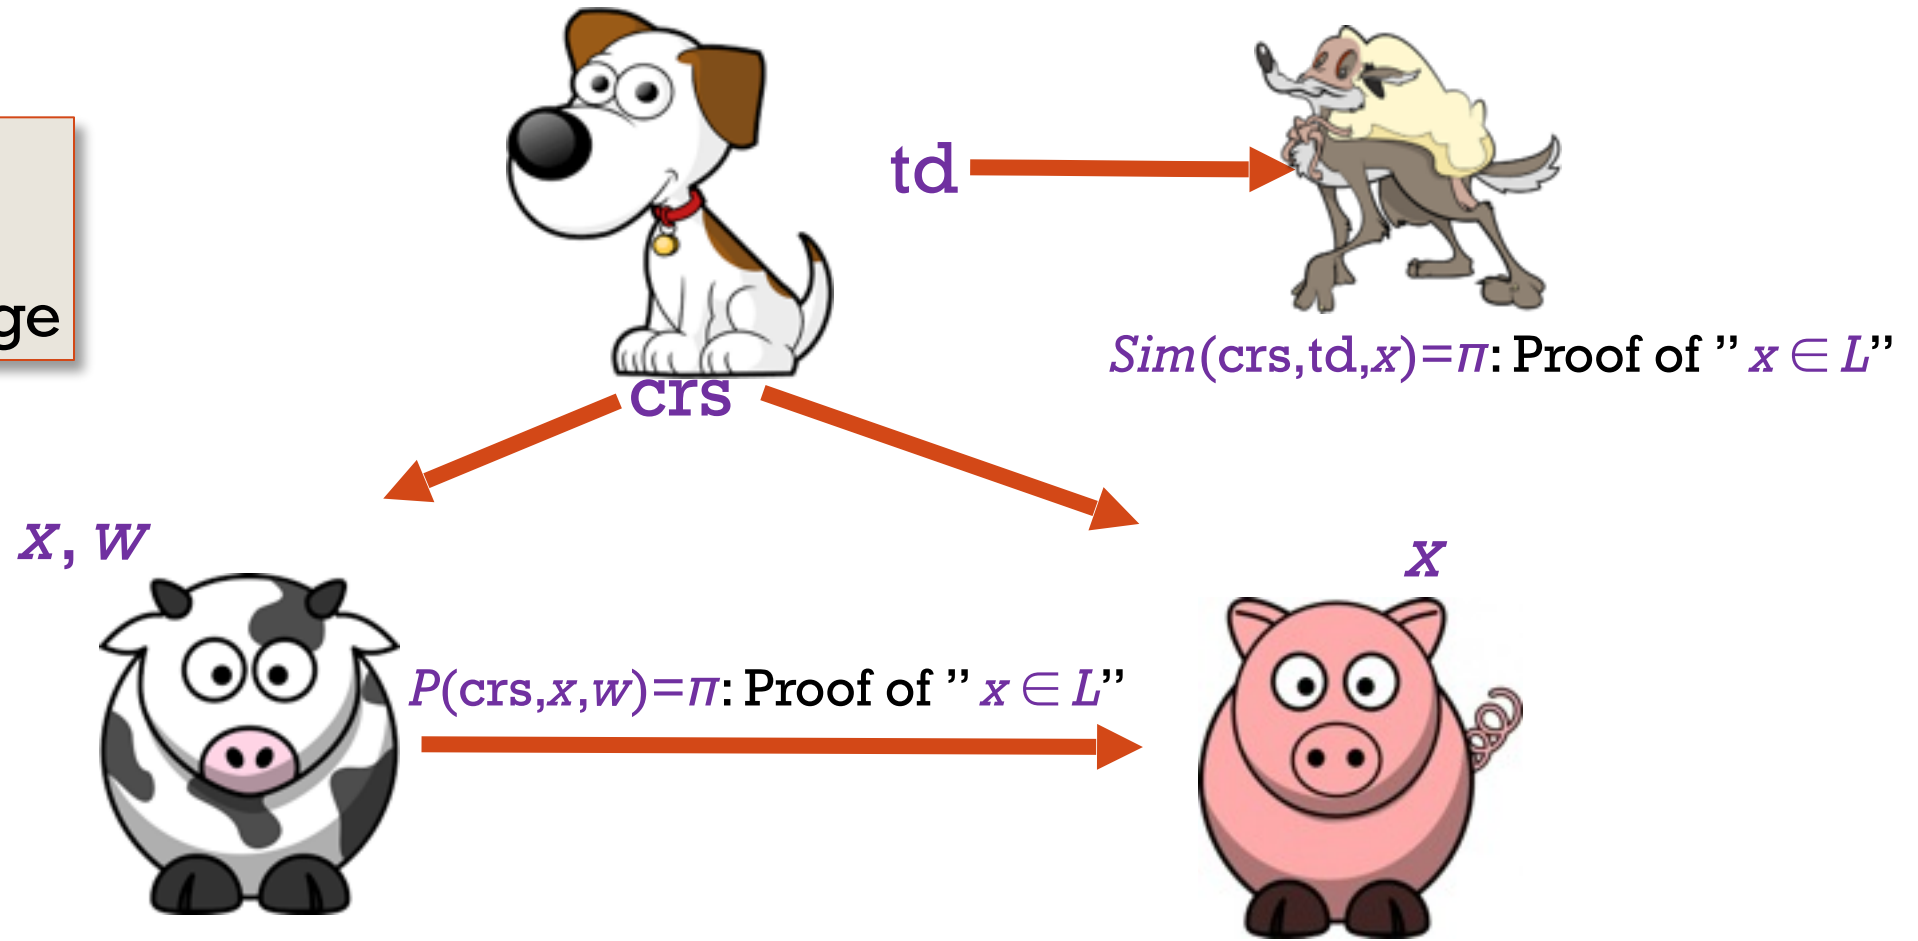 td
ge
Sim(crs,td,x)=π: Proof of ” x ∈ L”
crs
x, w
x
P(crs,x,w)=π: Proof of ” x ∈ L”